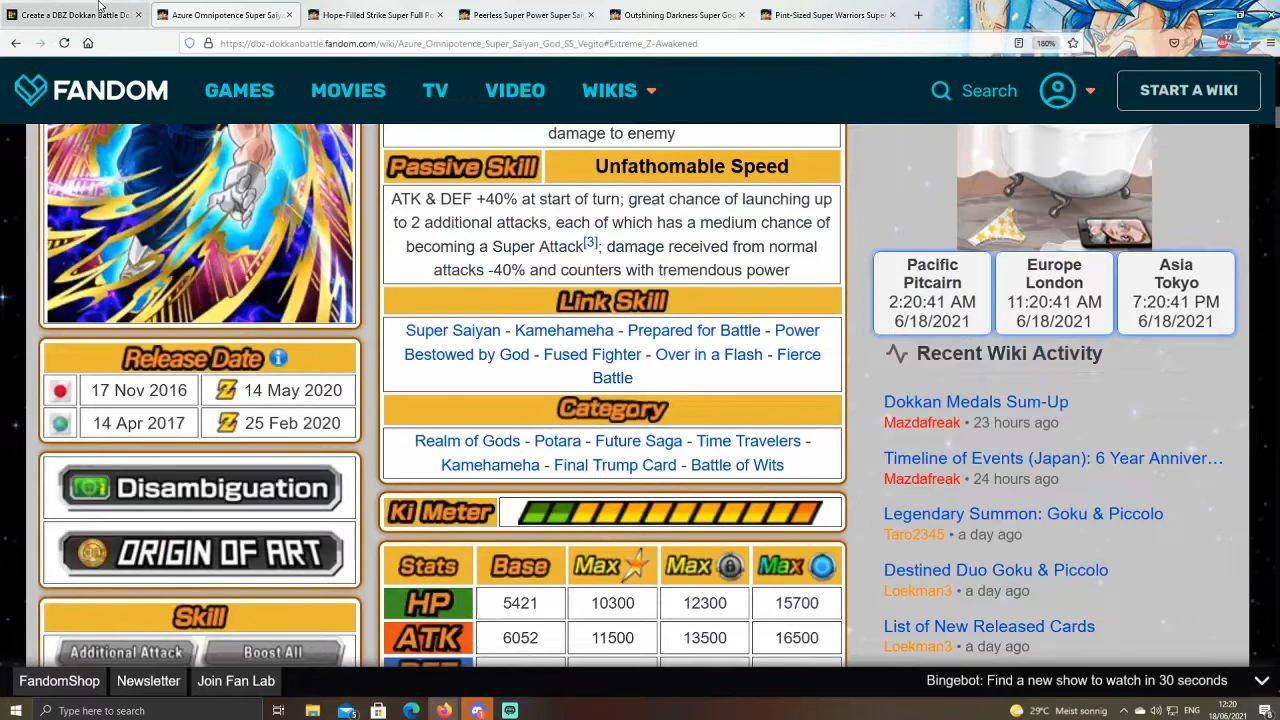 Create a DBZ Dokkan Battle Do
Azure Omnipotence Super Saiy
Hope-Filled Strike Super Full Po
Peerless Super Power Super Sai
Outshining Darkness Super Gog
Pint-Sized Super Warriors Super
https://dbz-dokkanbattle.fandom.com/wiki/Azure_Omnipotence_Super_Saiyan_God_SS_Vegito#Extreme_Z-Awakened
180%
FANDOM
GAMES
MOVIES
TV
VIDEO
WIKIS
Search
START A WIKI
damage to enemy
Passive Skill
Unfathomable Speed
ATK & DEF +40% at start of turn; great chance of launching up
to 2 additional attacks, each of which has a medium chance of
becoming a Super Attack[3]; damage received from normal
attacks -40% and counters with tremendous power
Link Skill
Super Saiyan - Kamehameha - Prepared for Battle - Power
Bestowed by God - Fused Fighter - Over in a Flash - Fierce
Battle
Category
Realm of Gods - Potara - Future Saga - Time Travelers -
Kamehameha - Final Trump Card - Battle of Wits
Ki Meter
Stats Base Max Max Max
HP 5421 10300 12300 15700
ATK 6052 11500 13500 16500
Release Date
17 Nov 2016 Z 14 May 2020
14 Apr 2017 Z 25 Feb 2020
Disambiguation
ORIGIN OF ART
Skill
Additional Attack Boost All
Pacific
Pitcairn
2:20:41 AM
6/18/2021
Europe
London
11:20:41 AM
6/18/2021
Asia
Tokyo
7:20:41 PM
6/18/2021
Recent Wiki Activity
Dokkan Medals Sum-Up
Mazdafreak • 23 hours ago
Timeline of Events (Japan): 6 Year Anniver…
Mazdafreak • 24 hours ago
Legendary Summon: Goku & Piccolo
Taro2345 • a day ago
Destined Duo Goku & Piccolo
Loekman3 • a day ago
List of New Released Cards
Loekman3 • a day ago
FandomShop
Newsletter
Join Fan Lab
Bingebot: Find a new show to watch in 30 seconds
Type here to search
29°C Meist sonnig
12:20
18/06/2021